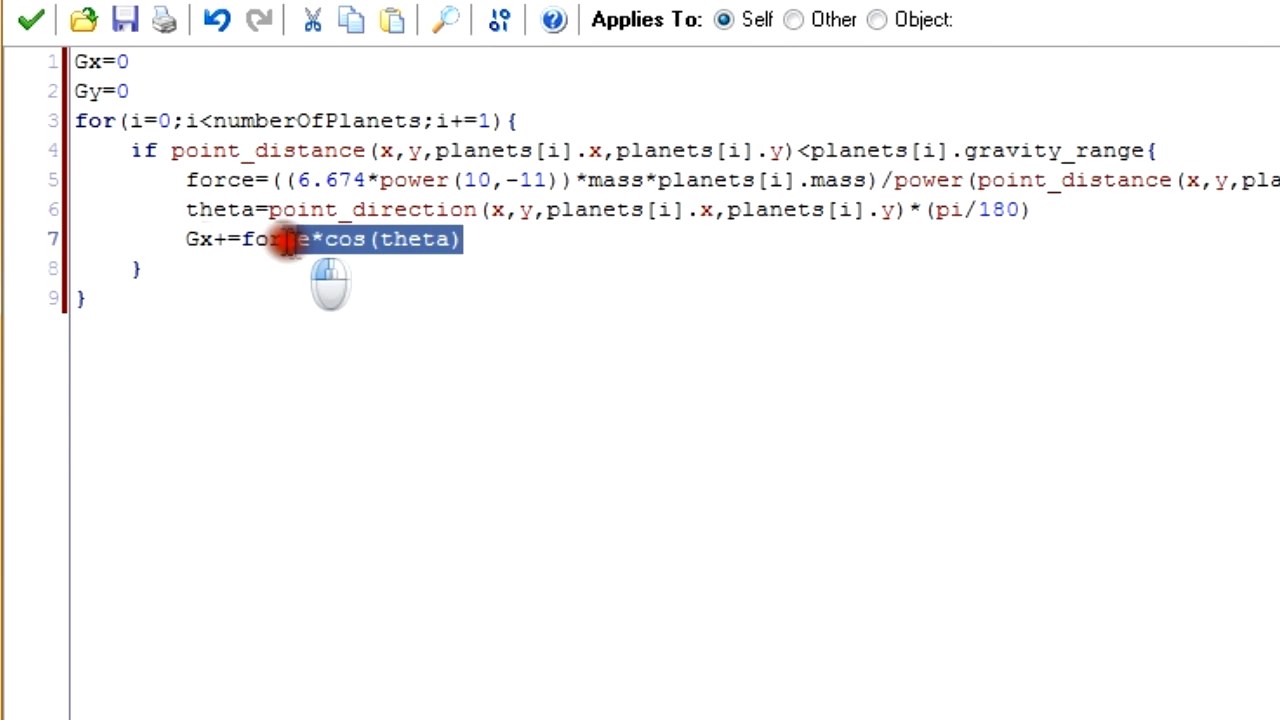 Applies To: Self Other Object:
1 Gx=0
2 Gy=0
3 for(i=0;i<numberOfPlanets;i+=1){
4 if point_distance(x,y,planets[i].x,planets[i].y)<planets[i].gravity_range{
5 force=((6.674*power(10,-11))*mass*planets[i].mass)/power(point_distance(x,y,pla
6 theta=point_direction(x,y,planets[i].x,planets[i].y)*(pi/180)
7 Gx+=force*cos(theta)
8 }
9 }